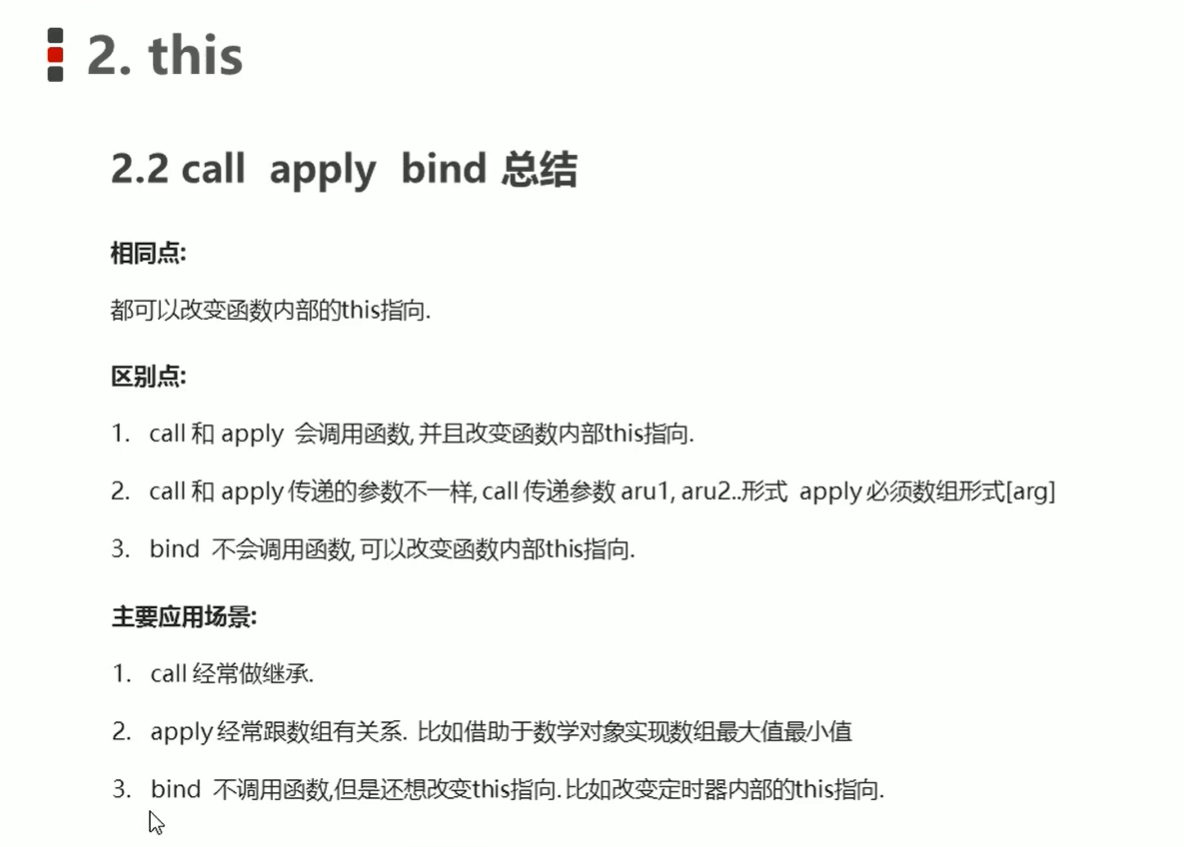 2. this
2.2 call apply bind 总结
相同点:
都可以改变函数内部的this指向.
区别点:
1. call 和 apply 会调用函数, 并且改变函数内部this指向.
2. call 和 apply 传递的参数不一样, call 传递参数 aru1, aru2..形式 apply 必须数组形式[arg]
3. bind 不会调用函数, 可以改变函数内部this指向.
主要应用场景:
1. call 经常做继承.
2. apply 经常跟数组有关系. 比如借助于数学对象实现数组最大值最小值
3. bind 不调用函数,但是还想改变this指向. 比如改变定时器内部的this指向.